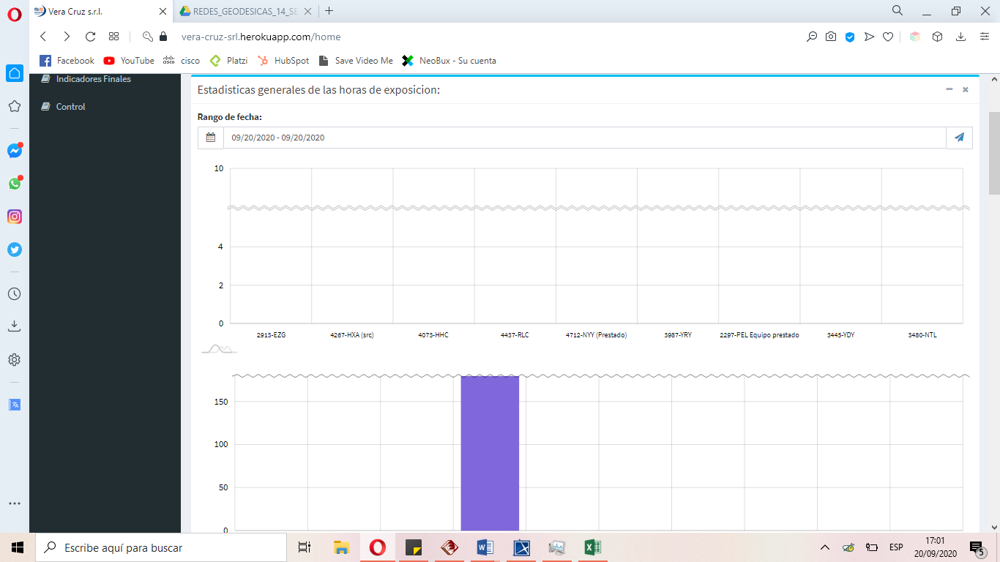 Vera Cruz s.r.l.
REDES_GEODESICAS_14_SE
vera-cruz-srl.herokuapp.com/home
Facebook
YouTube
cisco
Platzi
HubSpot
Save Video Me
NeoBux - Su cuenta
Indicadores Finales
Control
Estadisticas generales de las horas de exposicion:
Rango de fecha:
09/20/2020 - 09/20/2020
10
4
2
0
2913-EZG
4267-HXA (src)
4073-HHC
4437-RLC
4712-NYY (Prestado)
3987-YRY
2297-PEL Equipo prestado
3445-YDY
3480-NTL
150
100
50
0
Escribe aquí para buscar
ESP
17:01
20/09/2020
5